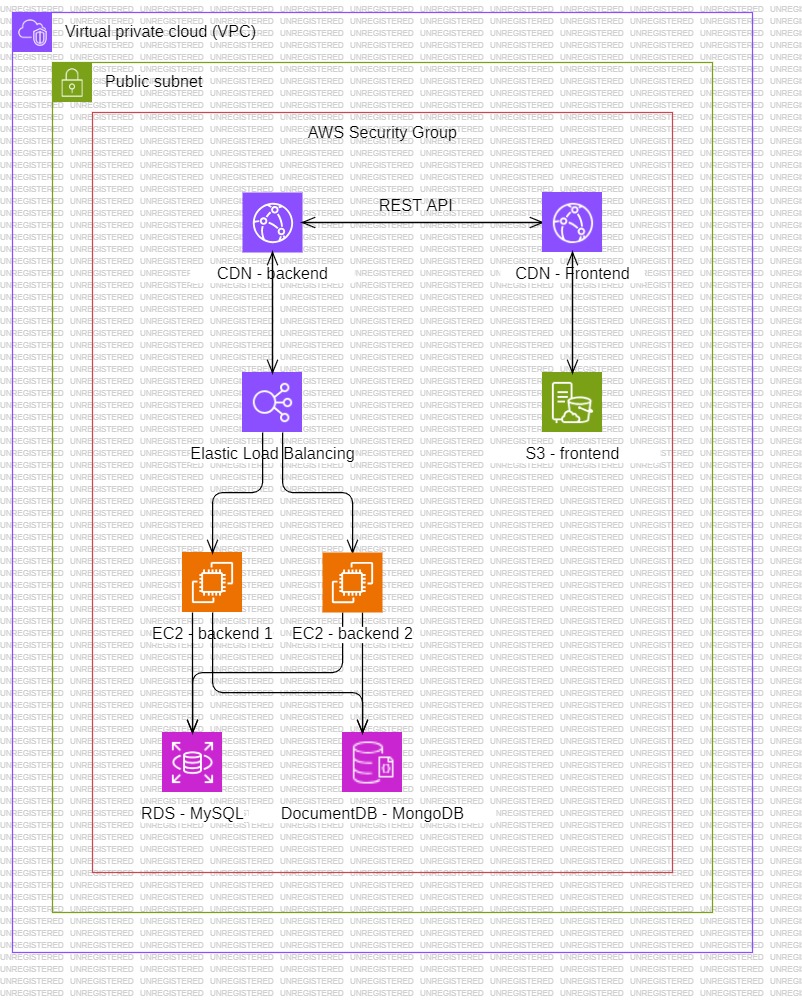 Virtual private cloud (VPC)
Public subnet
AWS Security Group
REST API
CDN - backend
CDN - Frontend
Elastic Load Balancing
S3 - frontend
EC2 - backend 1
EC2 - backend 2
RDS - MySQL
DocumentDB - MongoDB
UNREGISTERED